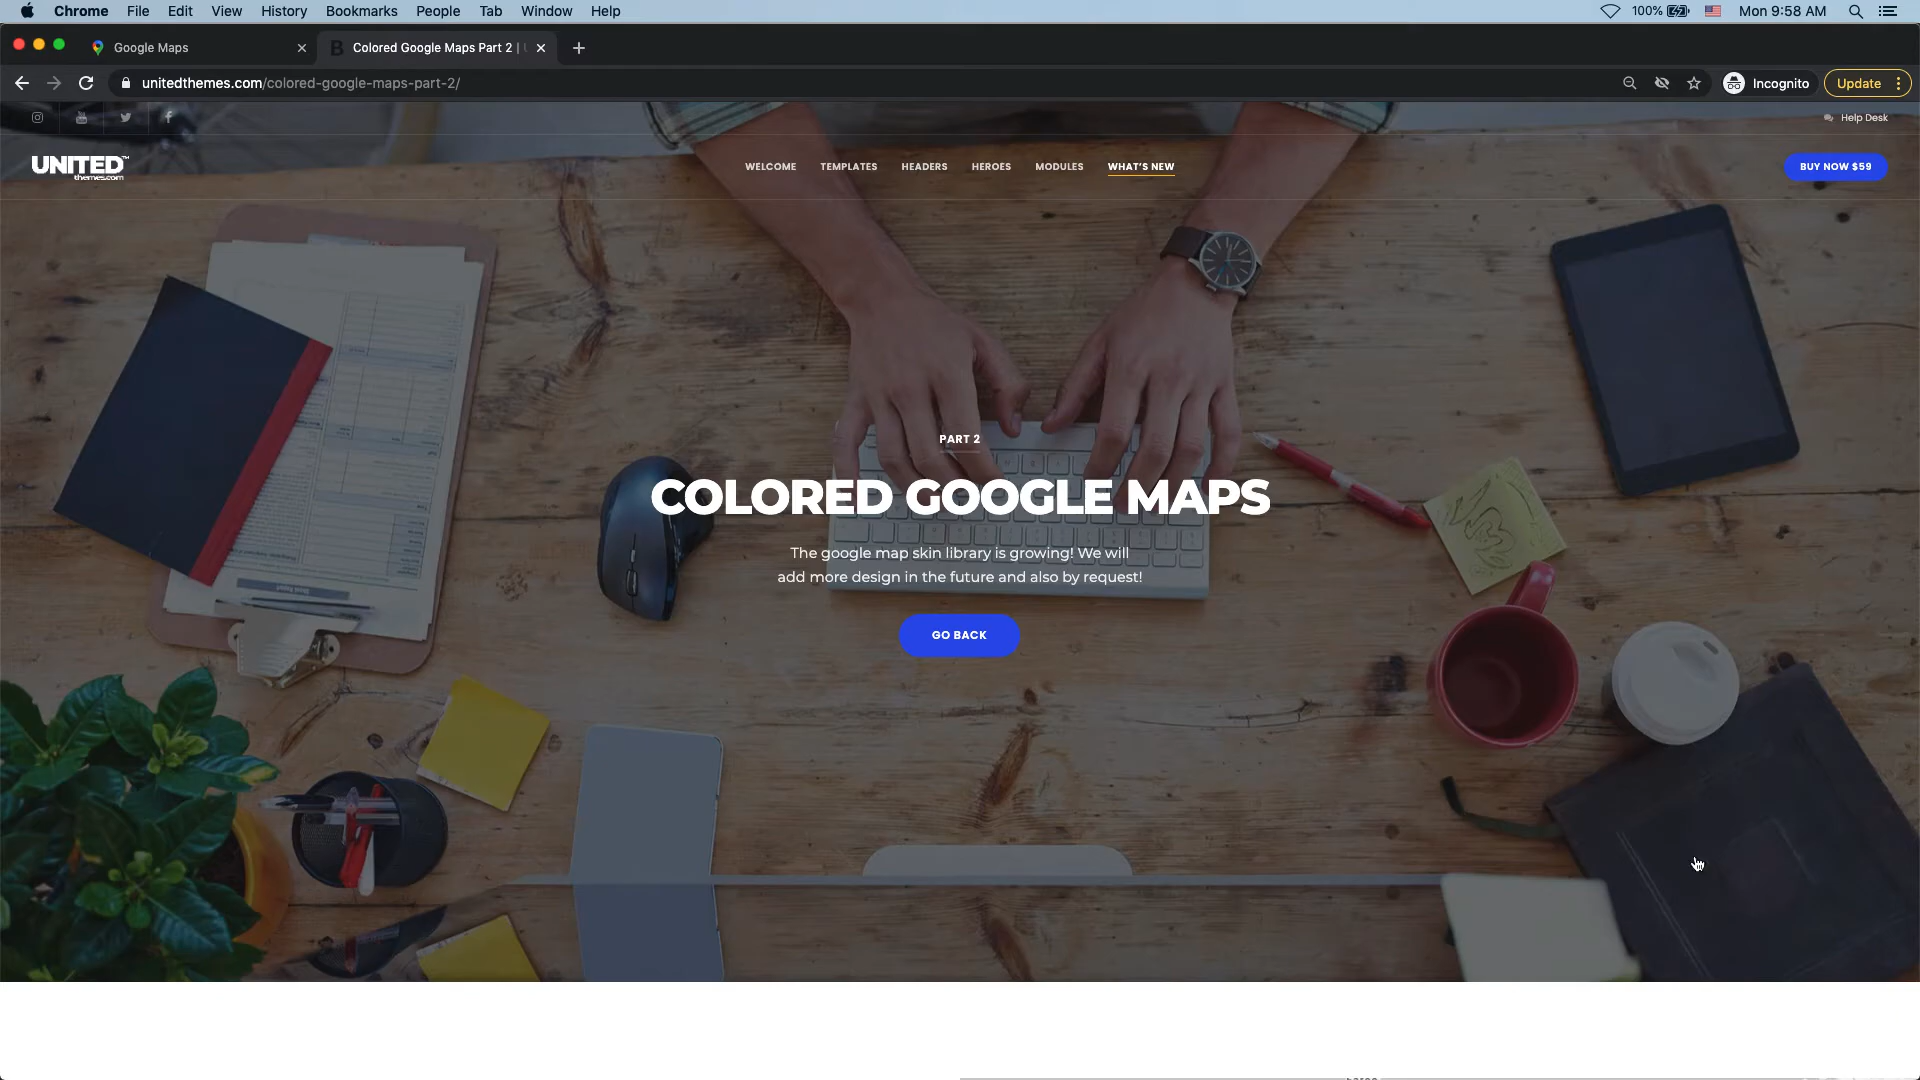 Chrome File Edit View History Bookmarks People Tab Window Help
100% Mon 9:58 AM
Google Maps
Colored Google Maps Part 2 |
unitedthemes.com/colored-google-maps-part-2/
Incognito
Update
Help Desk
UNITED
themes.com
WELCOME TEMPLATES HEADERS HEROES MODULES WHAT'S NEW
BUY NOW $59
PART 2
COLORED GOOGLE MAPS
The google map skin library is growing! We will
add more design in the future and also by request!
GO BACK